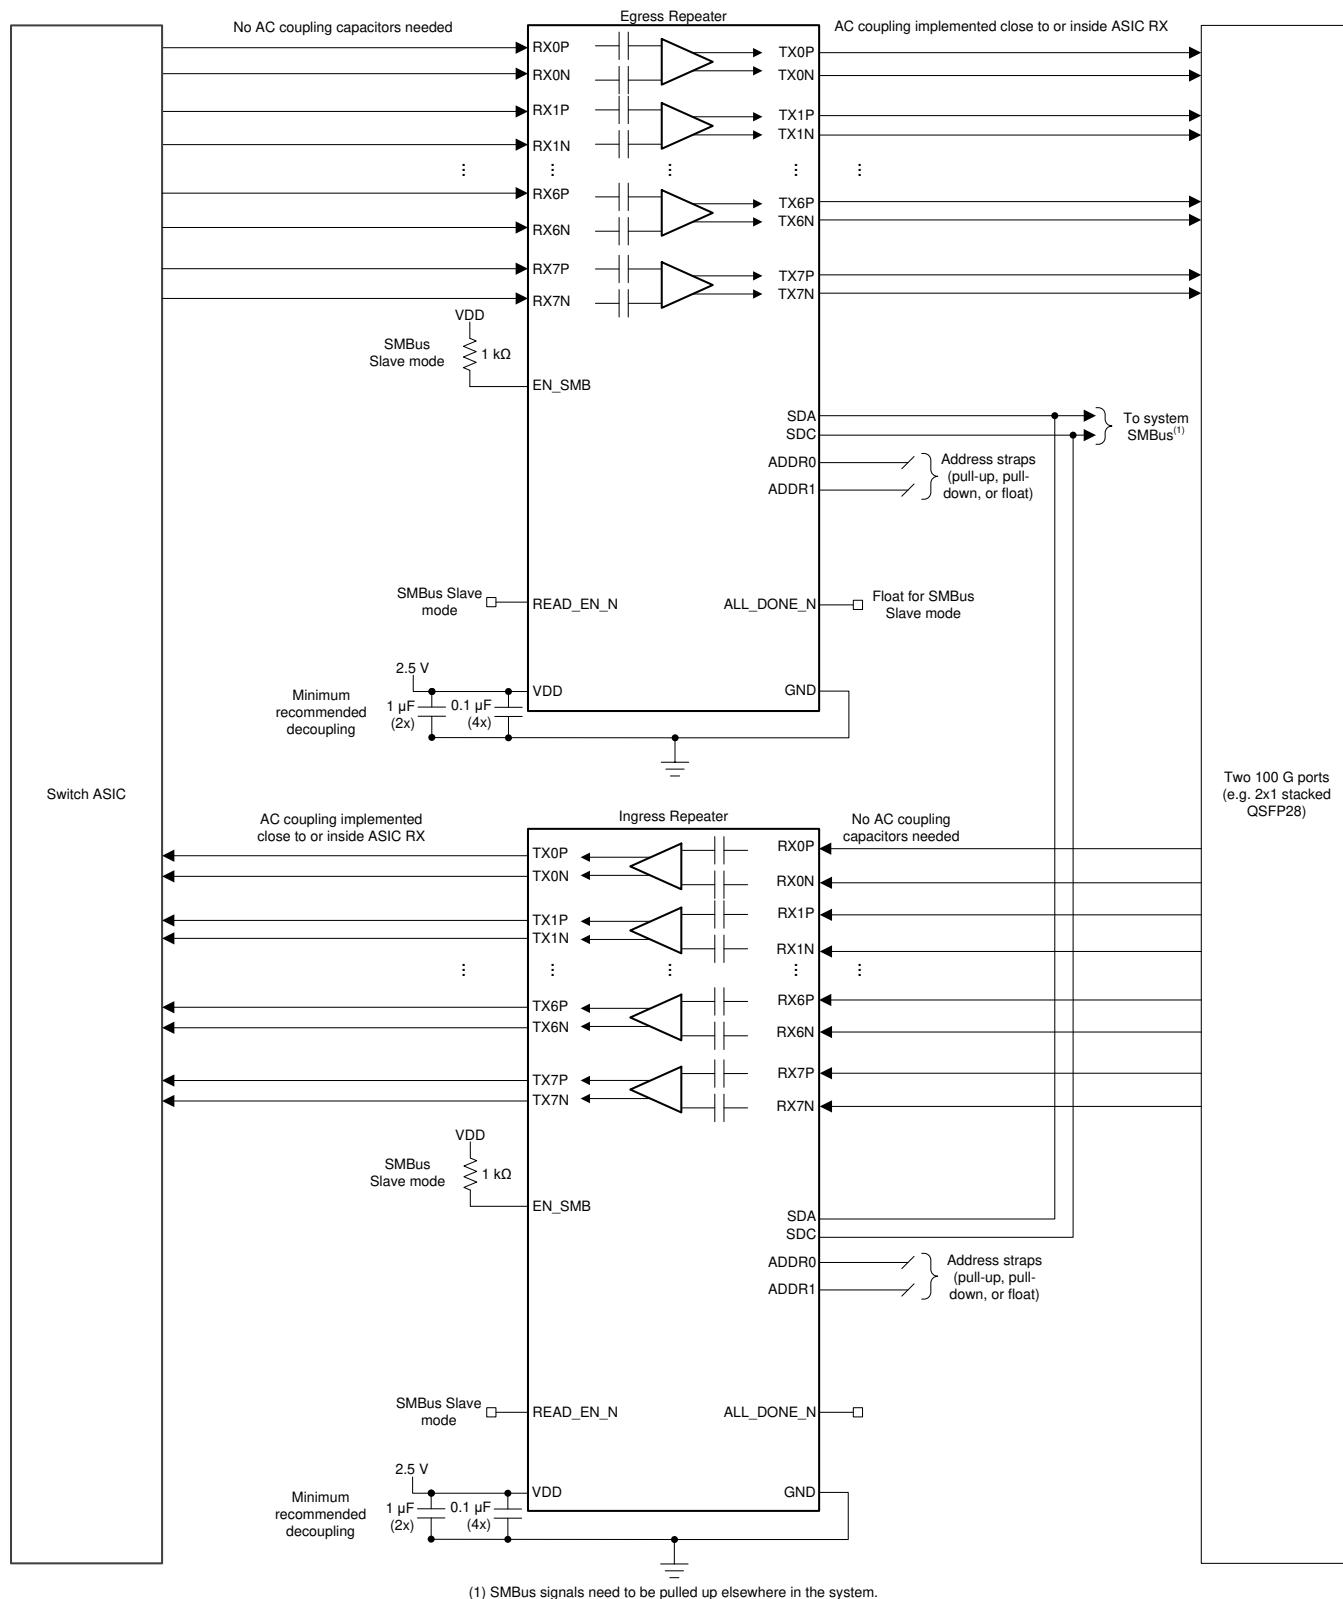 Egress Repeater
No AC coupling capacitors needed
AC coupling implemented close to or inside ASIC RX
RX0P
RX0N
RX1P
RX1N
RX6P
RX6N
RX7P
RX7N
TX0P
TX0N
TX1P
TX1N
TX6P
TX6N
TX7P
TX7N
VDD
SMBus
Slave mode
1 kΩ
EN_SMB
SDA
SDC
ADDR0
ADDR1
To system
SMBus(1)
Address straps
(pull-up, pull-
down, or float)
SMBus Slave
mode
READ_EN_N
ALL_DONE_N
Float for SMBus
Slave mode
2.5 V
VDD
GND
Minimum
recommended
decoupling
1 µF
(2x)
0.1 µF
(4x)
Switch ASIC
Two 100 G ports
(e.g. 2x1 stacked
QSFP28)
Ingress Repeater
AC coupling implemented
close to or inside ASIC RX
No AC coupling
capacitors needed
TX0P
TX0N
TX1P
TX1N
TX6P
TX6N
TX7P
TX7N
RX0P
RX0N
RX1P
RX1N
RX6P
RX6N
RX7P
RX7N
VDD
SMBus
Slave mode
1 kΩ
EN_SMB
SDA
SDC
ADDR0
ADDR1
Address straps
(pull-up, pull-
down, or float)
SMBus Slave
mode
READ_EN_N
ALL_DONE_N
2.5 V
VDD
GND
Minimum
recommended
decoupling
1 µF
(2x)
0.1 µF
(4x)
(1) SMBus signals need to be pulled up elsewhere in the system.